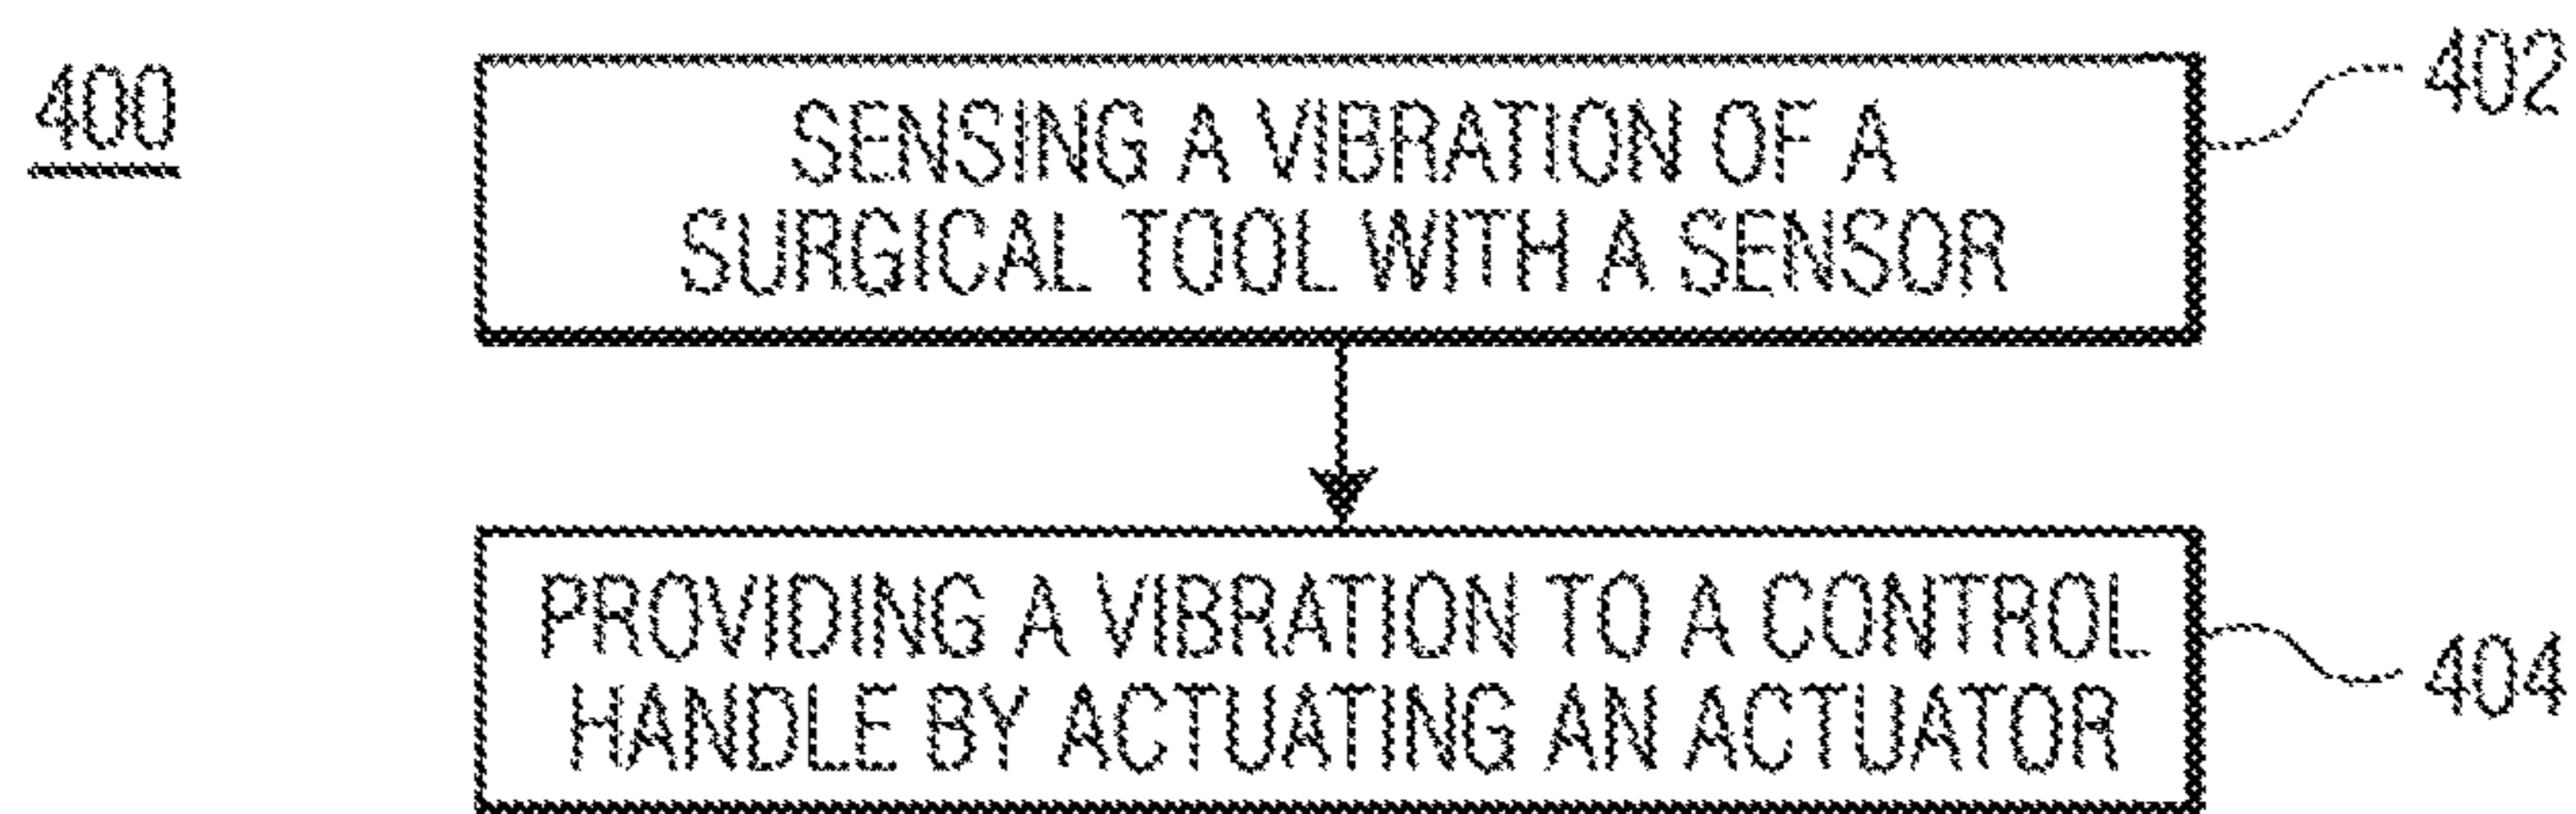 400
SENSING A VIBRATION OF A
SURGICAL TOOL WITH A SENSOR
402
PROVIDING A VIBRATION TO A CONTROL
HANDLE BY ACTUATING AN ACTUATOR
404